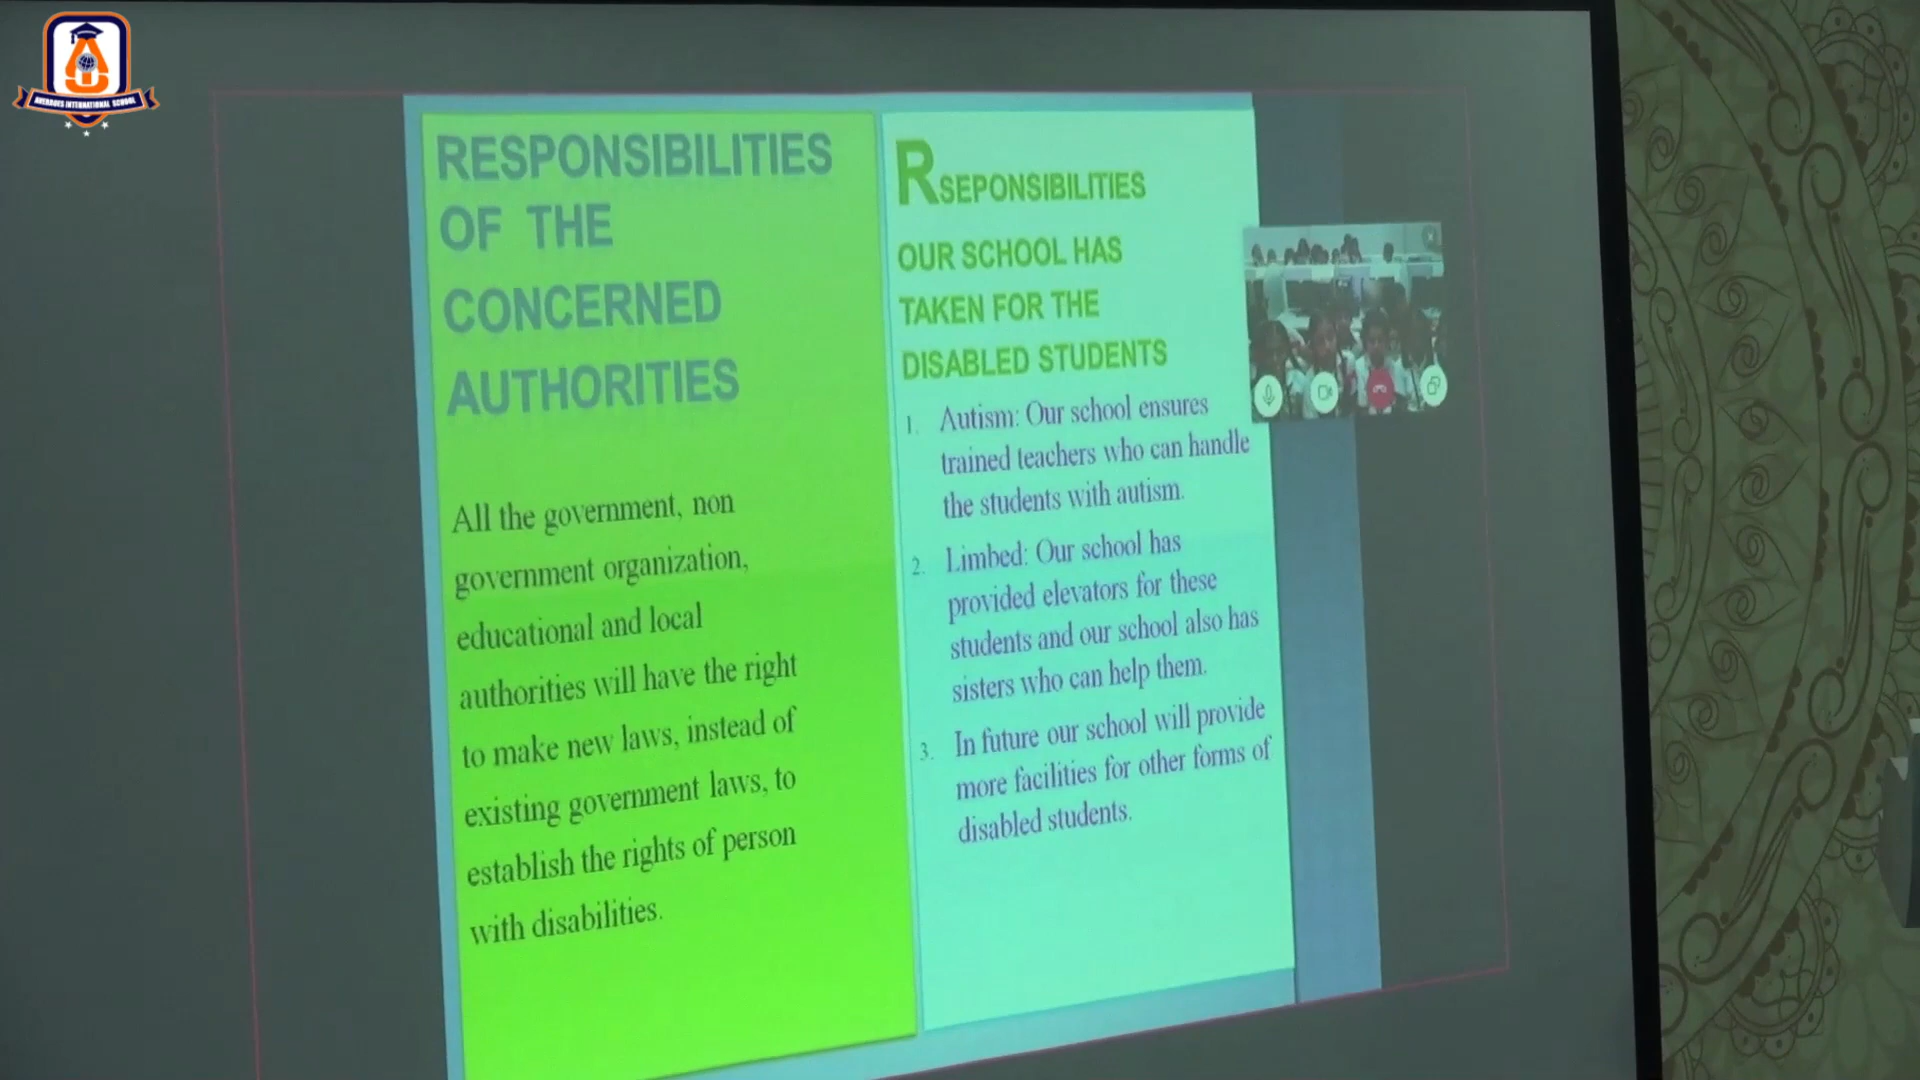 AVERROES INTERNATIONAL SCHOOL
RESPONSIBILITIES
OF THE
CONCERNED
AUTHORITIES
All the government, non
government organization,
educational and local
authorities will have the right
to make new laws, instead of
existing government laws, to
establish the rights of person
with disabilities.
RSEPONSIBILITIES
OUR SCHOOL HAS
TAKEN FOR THE
DISABLED STUDENTS
1. Autism: Our school ensures
trained teachers who can handle
the students with autism.
2. Limbed: Our school has
provided elevators for these
students and our school also has
sisters who can help them.
3. In future our school will provide
more facilities for other forms of
disabled students.